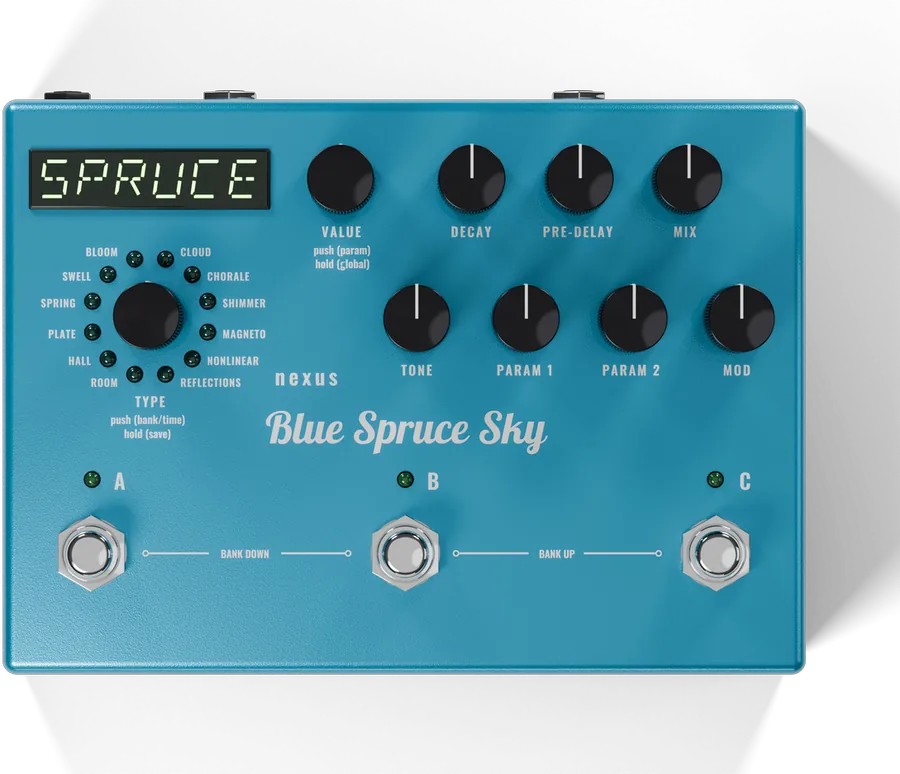 SPRUCE
VALUE
push (param)
hold (global)
DECAY
PRE-DELAY
MIX
BLOOM
CLOUD
SWELL
CHORALE
SPRING
SHIMMER
PLATE
MAGNETO
HALL
NONLINEAR
ROOM
REFLECTIONS
TYPE
push (bank/time)
hold (save)
TONE
PARAM 1
PARAM 2
MOD
nexus
Blue Spruce Sky
A
B
C
BANK DOWN
BANK UP